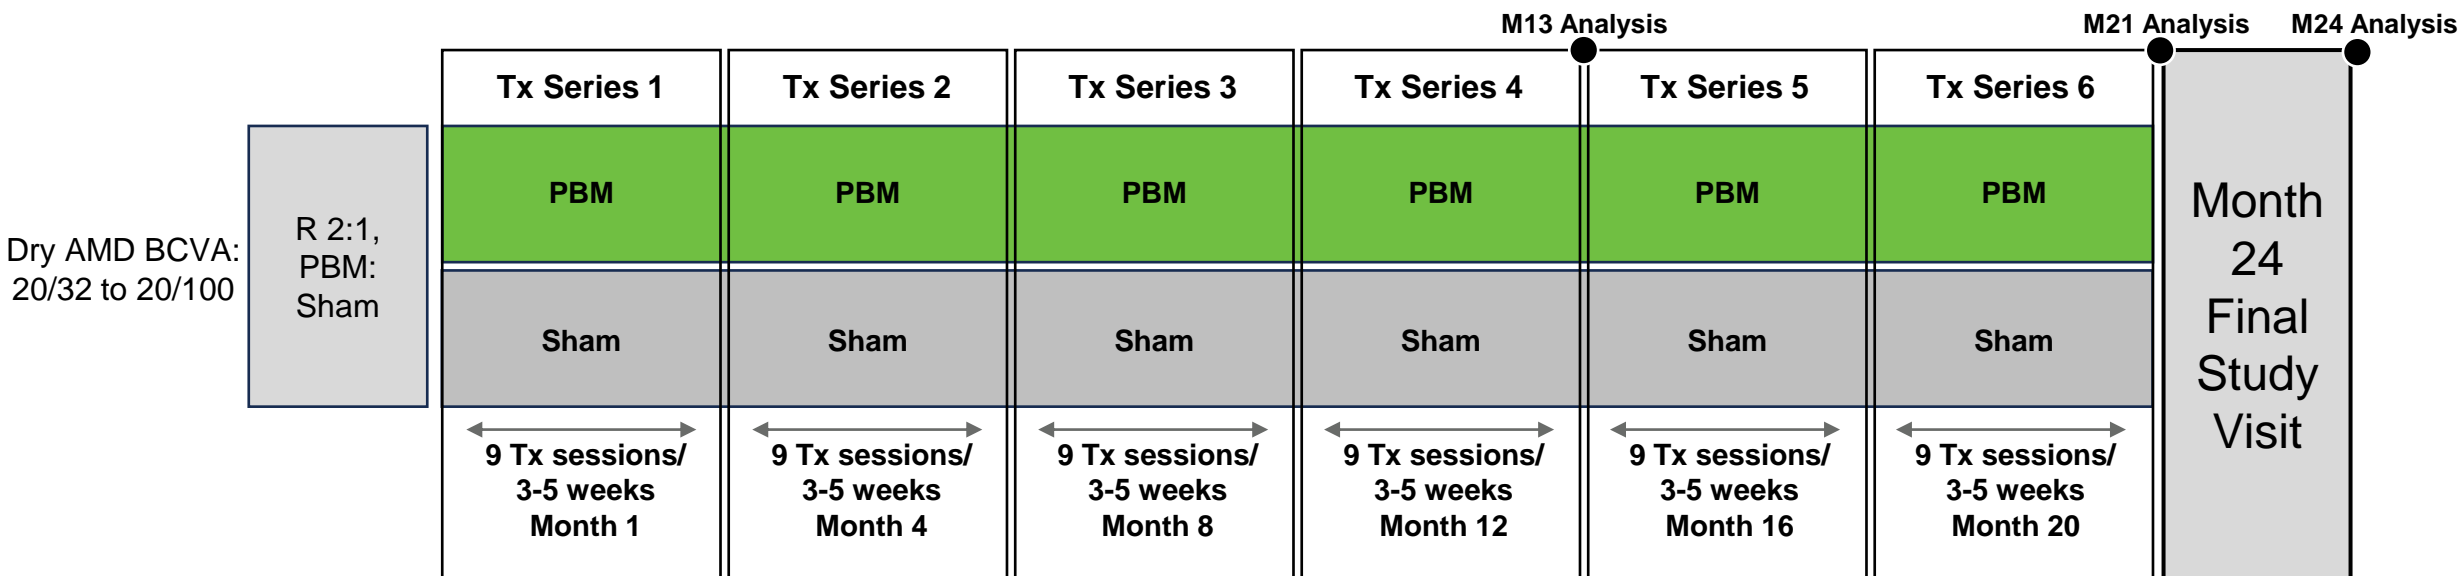 M13 Analysis
M21 Analysis
M24 Analysis
Tx Series 1
Tx Series 2
Tx Series 3
Tx Series 4
Tx Series 5
Tx Series 6
Dry AMD BCVA:
20/32 to 20/100
R 2:1,
PBM:
Sham
PBM
PBM
PBM
PBM
PBM
PBM
Sham
Sham
Sham
Sham
Sham
Sham
9 Tx sessions/
3-5 weeks
Month 1
9 Tx sessions/
3-5 weeks
Month 4
9 Tx sessions/
3-5 weeks
Month 8
9 Tx sessions/
3-5 weeks
Month 12
9 Tx sessions/
3-5 weeks
Month 16
9 Tx sessions/
3-5 weeks
Month 20
Month
24
Final
Study
Visit